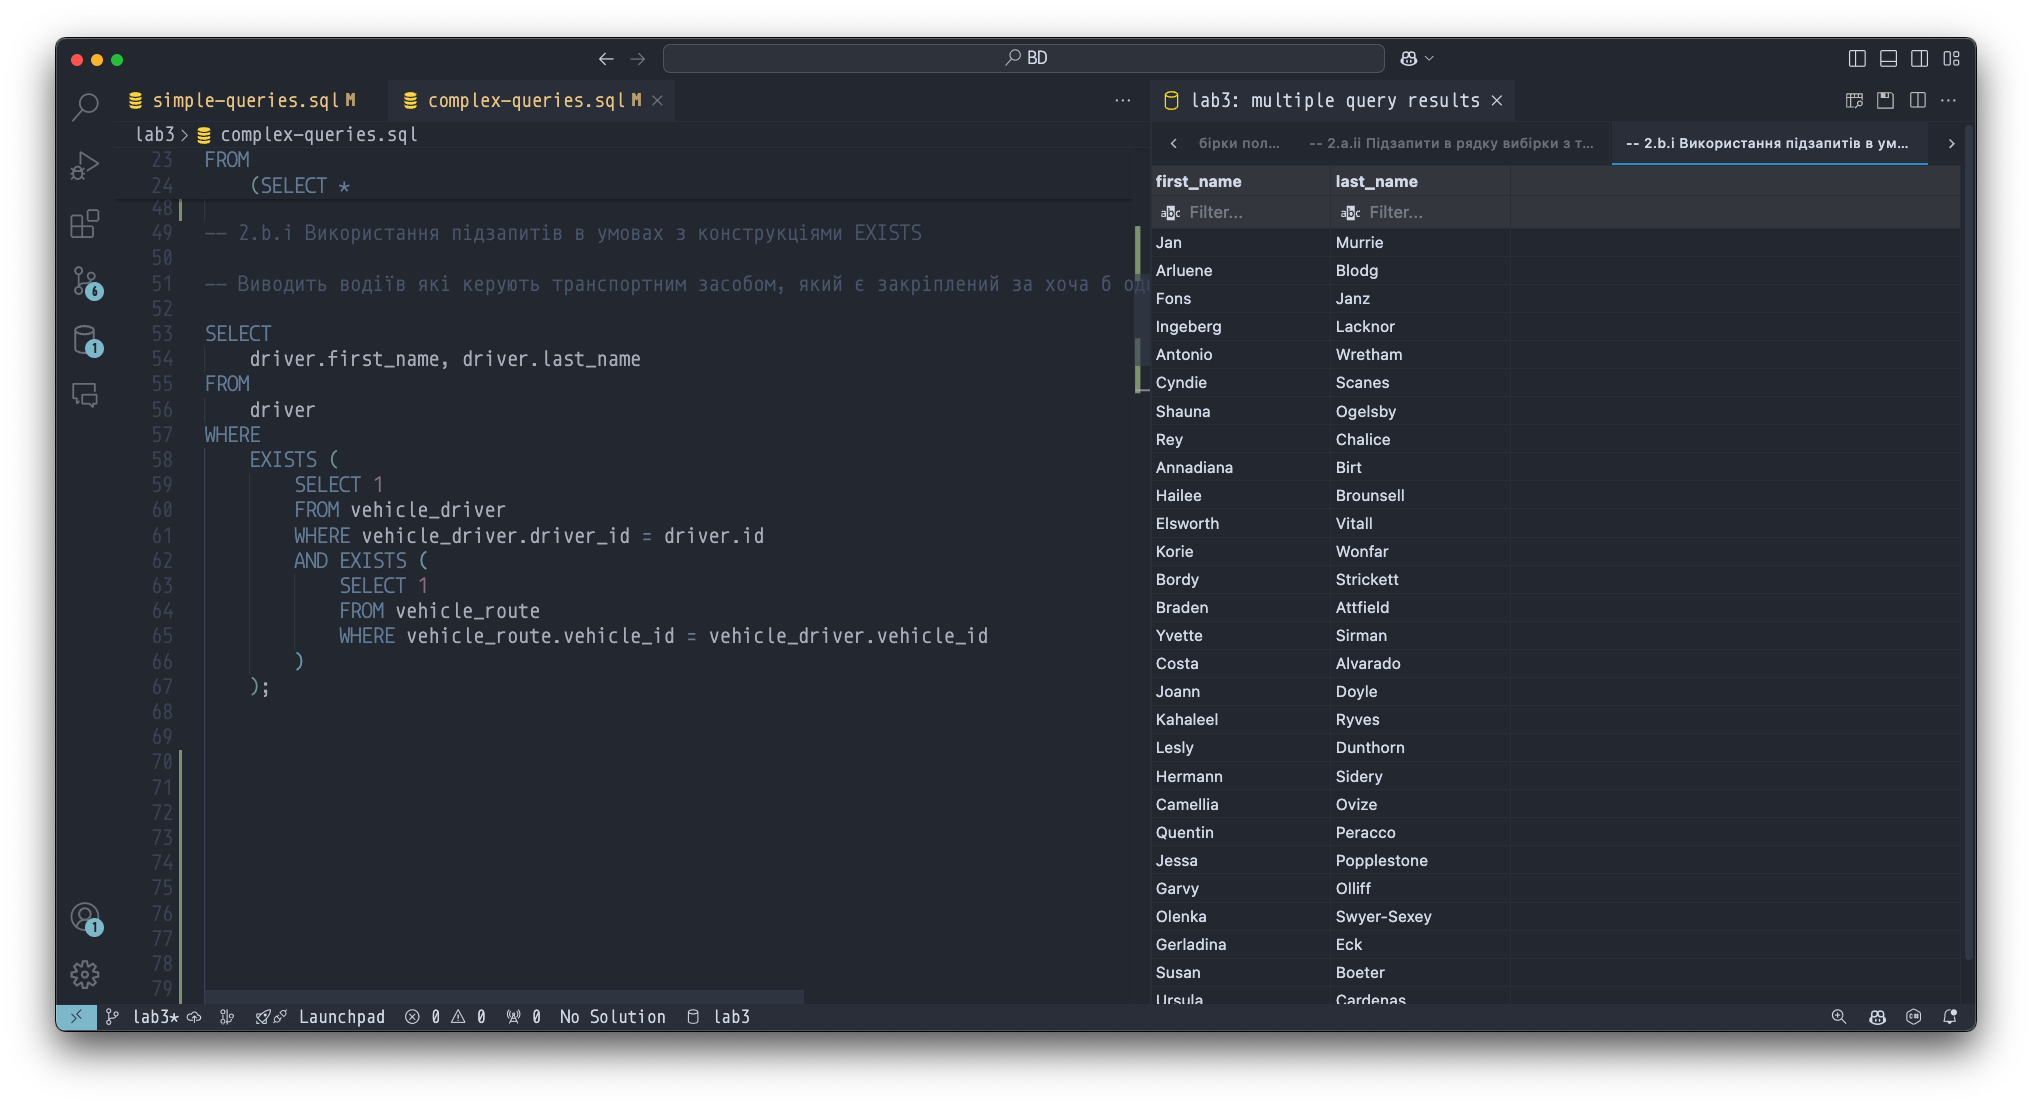 BD
simple-queries.sql M
complex-queries.sql M
lab3: multiple query results
lab3 > complex-queries.sql
23 FROM
24 (SELECT *
48
49 -- 2.b.i Використання підзапитів в умовах з конструкціями EXISTS
50
51 -- Виводить водіїв які керують транспортним засобом, який є закріплений за хоча б
52
53 SELECT
54 driver.first_name, driver.last_name
55 FROM
56 driver
57 WHERE
58 EXISTS (
59 SELECT 1
60 FROM vehicle_driver
61 WHERE vehicle_driver.driver_id = driver.id
62 AND EXISTS (
63 SELECT 1
64 FROM vehicle_route
65 WHERE vehicle_route.vehicle_id = vehicle_driver.vehicle_id
66 )
67 );
68
69
70
71
72
73
74
75
76
77
78
79
бірки пол... -- 2.a.ii Підзапити в рядку вибірки з т... -- 2.b.i Використання підзапитів в ум...
first_name last_name
abc Filter... abc Filter...
Jan Murrie
Arluene Blodg
Fons Janz
Ingeberg Lacknor
Antonio Wretham
Cyndie Scanes
Shauna Ogelsby
Rey Chalice
Annadiana Birt
Hailee Brounsell
Elsworth Vitall
Korie Wonfar
Bordy Strickett
Braden Attfield
Yvette Sirman
Costa Alvarado
Joann Doyle
Kahaleel Ryves
Lesly Dunthorn
Hermann Sidery
Camellia Ovize
Quentin Peracco
Jessa Popplestone
Garvy Olliff
Olenka Swyer-Sexey
Gerladina Eck
Susan Boeter
Ursula Cardenas
6
1
1
lab3* Launchpad 0 0 0 No Solution lab3